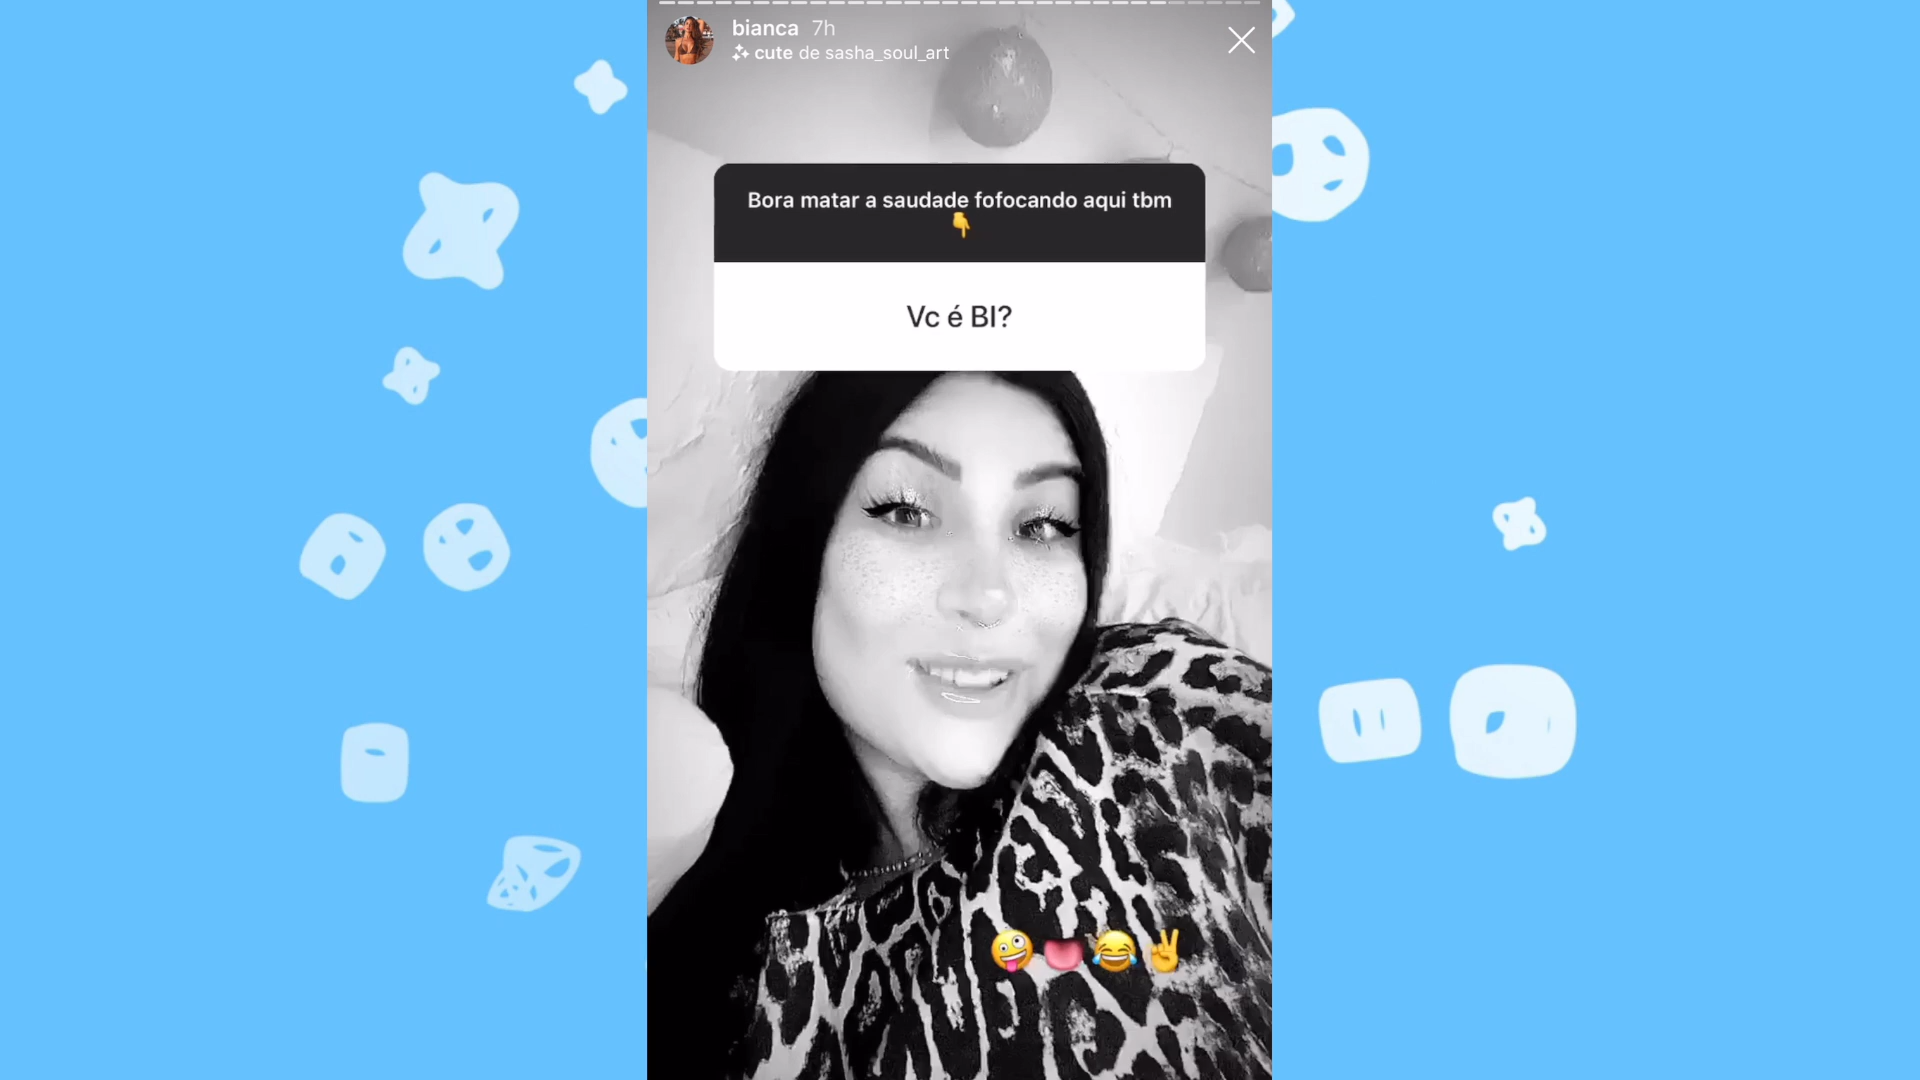 bianca 7h
cute de sasha_soul_art
Bora matar a saudade fofocando aqui tbm
👇
Vc é BI?
🤪👅😂✌️